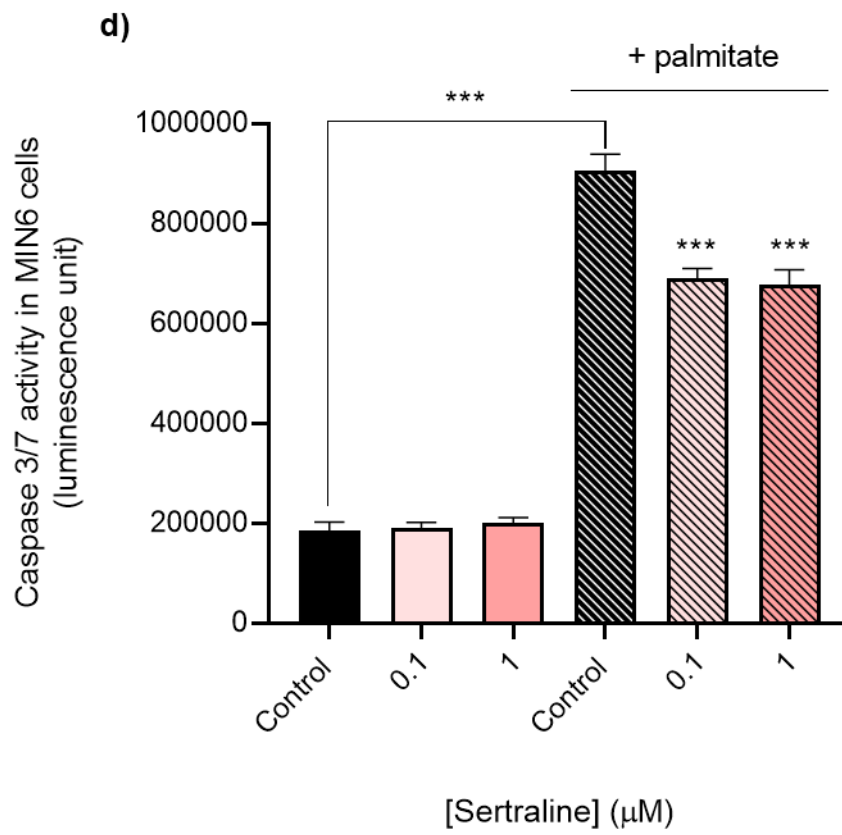 d)
+ palmitate
***
1000000
800000
600000
400000
200000
0
Caspase 3/7 activity in MIN6 cells
(luminescence unit)
*** ***
Control 0.1 1 Control 0.1 1
[Sertraline] (μM)